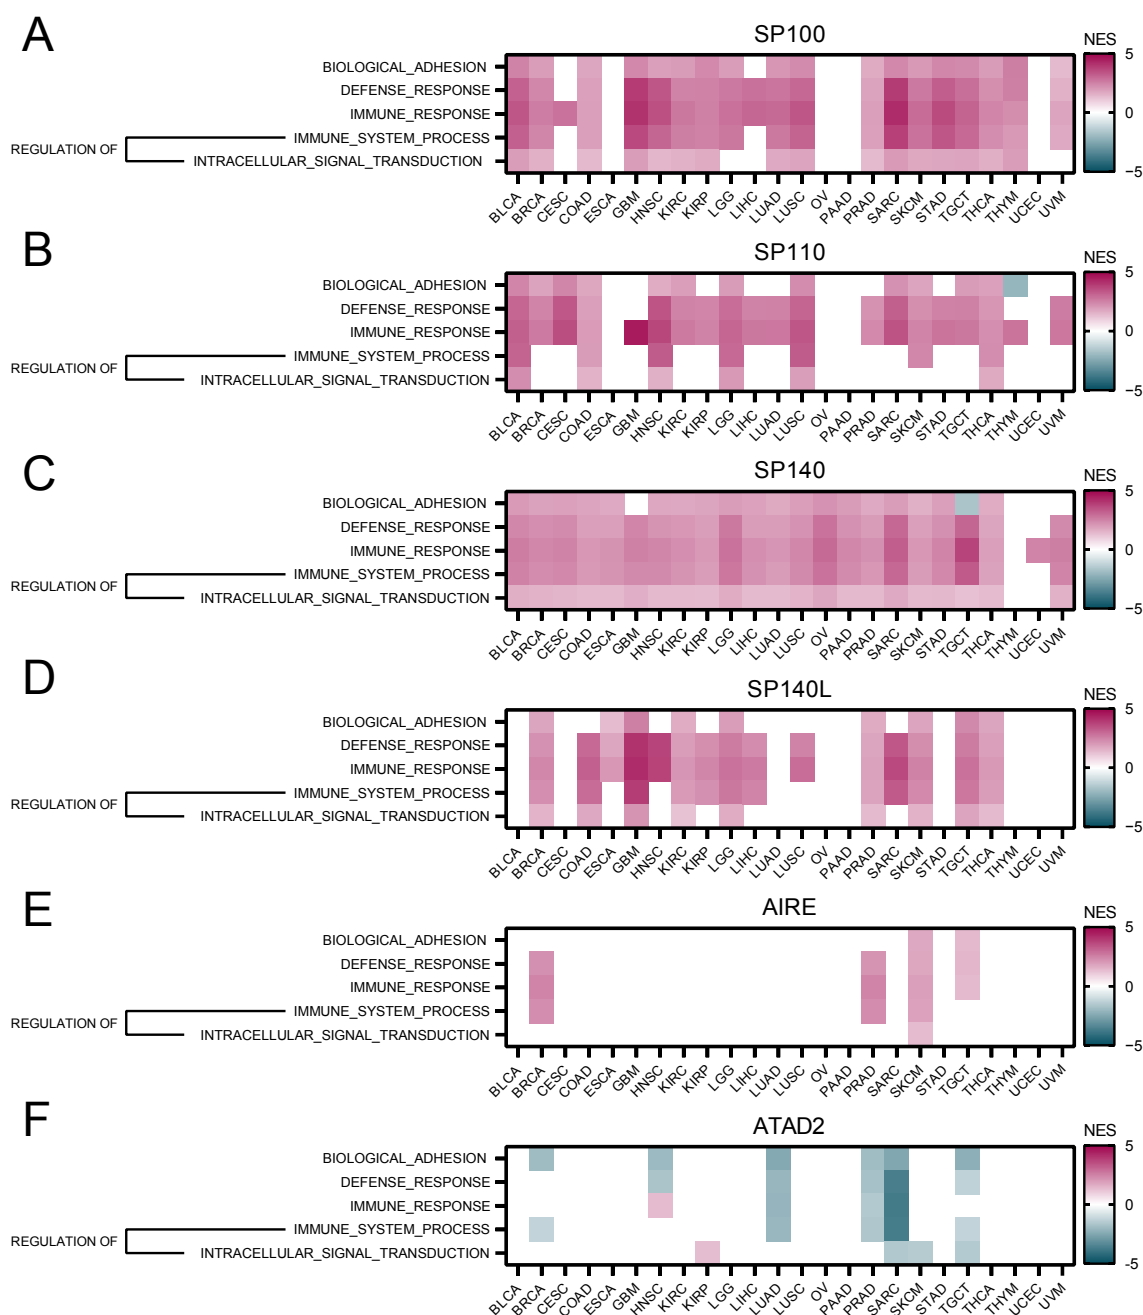 A
SP100
NES
BIOLOGICAL_ADHESION
DEFENSE_RESPONSE
IMMUNE_RESPONSE
IMMUNE_SYSTEM_PROCESS
REGULATION OF
INTRACELLULAR_SIGNAL_TRANSDUCTION
5
0
−5
BLCA BRCA CESC COAD ESCA GBM HNSC KIRC KIRP LGG LIHC LUAD LUSC OV PAAD PRAD SARC SKCM STAD TGCT THCA THYM UCEC UVM
B
SP110
NES
BIOLOGICAL_ADHESION
DEFENSE_RESPONSE
IMMUNE_RESPONSE
IMMUNE_SYSTEM_PROCESS
REGULATION OF
INTRACELLULAR_SIGNAL_TRANSDUCTION
5
0
−5
BLCA BRCA CESC COAD ESCA GBM HNSC KIRC KIRP LGG LIHC LUAD LUSC OV PAAD PRAD SARC SKCM STAD TGCT THCA THYM UCEC UVM
C
SP140
NES
BIOLOGICAL_ADHESION
DEFENSE_RESPONSE
IMMUNE_RESPONSE
IMMUNE_SYSTEM_PROCESS
REGULATION OF
INTRACELLULAR_SIGNAL_TRANSDUCTION
5
0
−5
BLCA BRCA CESC COAD ESCA GBM HNSC KIRC KIRP LGG LIHC LUAD LUSC OV PAAD PRAD SARC SKCM STAD TGCT THCA THYM UCEC UVM
D
SP140L
NES
BIOLOGICAL_ADHESION
DEFENSE_RESPONSE
IMMUNE_RESPONSE
IMMUNE_SYSTEM_PROCESS
REGULATION OF
INTRACELLULAR_SIGNAL_TRANSDUCTION
5
0
−5
BLCA BRCA CESC COAD ESCA GBM HNSC KIRC KIRP LGG LIHC LUAD LUSC OV PAAD PRAD SARC SKCM STAD TGCT THCA THYM UCEC UVM
E
AIRE
NES
BIOLOGICAL_ADHESION
DEFENSE_RESPONSE
IMMUNE_RESPONSE
IMMUNE_SYSTEM_PROCESS
REGULATION OF
INTRACELLULAR_SIGNAL_TRANSDUCTION
5
0
−5
BLCA BRCA CESC COAD ESCA GBM HNSC KIRC KIRP LGG LIHC LUAD LUSC OV PAAD PRAD SARC SKCM STAD TGCT THCA THYM UCEC UVM
F
ATAD2
NES
BIOLOGICAL_ADHESION
DEFENSE_RESPONSE
IMMUNE_RESPONSE
IMMUNE_SYSTEM_PROCESS
REGULATION OF
INTRACELLULAR_SIGNAL_TRANSDUCTION
5
0
-5
BLCA BRCA CESC COAD ESCA GBM HNSC KIRC KIRP LGG LIHC LUAD LUSC OV PAAD PRAD SARC SKCM STAD TGCT THCA THYM UCEC UVM